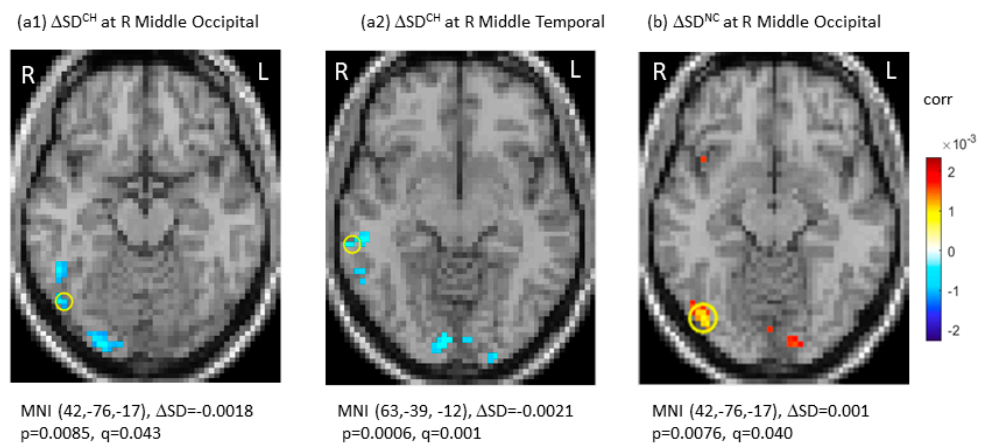 (a1) ΔSD^CH at R Middle Occipital
(a2) ΔSD^CH at R Middle Temporal
(b) ΔSD^NC at R Middle Occipital
R L
R L
R L
corr
×10^-3
2
1
0
-1
-2
MNI (42,-76,-17), ΔSD=-0.0018
p=0.0085, q=0.043
MNI (63,-39, -12), ΔSD=-0.0021
p=0.0006, q=0.001
MNI (42,-76,-17), ΔSD=0.001
p=0.0076, q=0.040